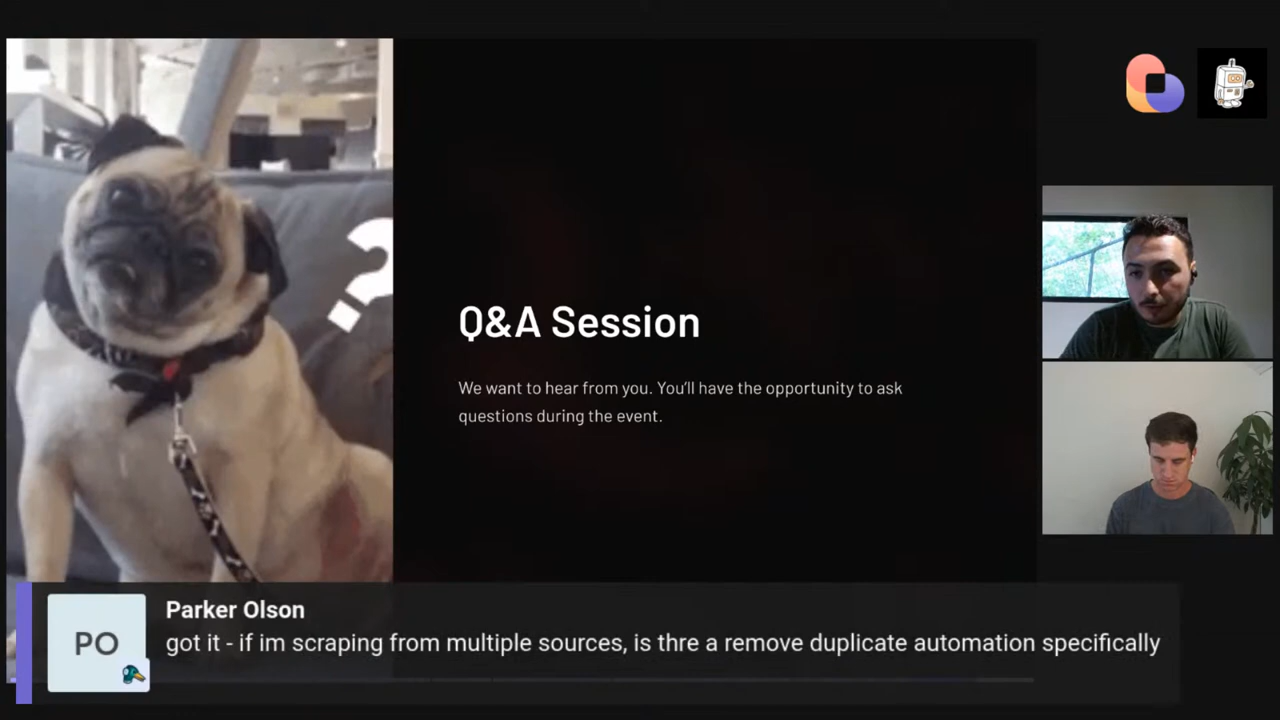 ?
Q&A Session
We want to hear from you. You'll have the opportunity to ask
questions during the event.
PO
Parker Olson
got it - if im scraping from multiple sources, is thre a remove duplicate automation specifically